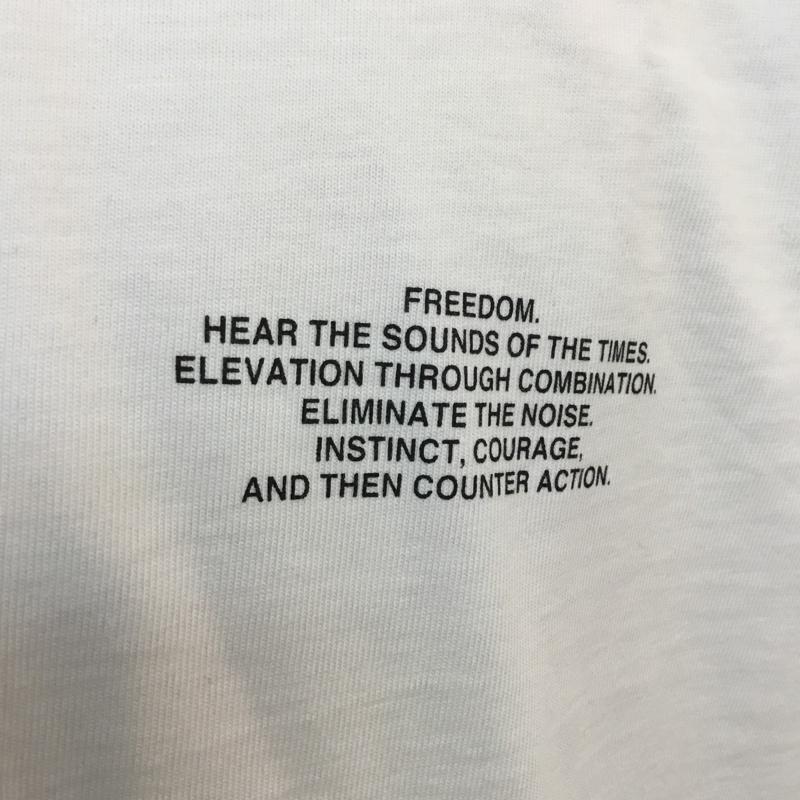 FREEDOM.
HEAR THE SOUNDS OF THE TIMES.
ELEVATION THROUGH COMBINATION.
ELIMINATE THE NOISE.
INSTINCT, COURAGE,
AND THEN COUNTER ACTION.